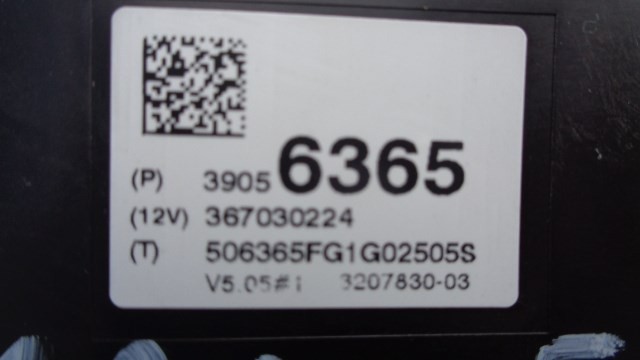 (P) 3905 6365
(12V) 367030224
(T) 506365FG1G02505S
V5.05#1 3207830-03